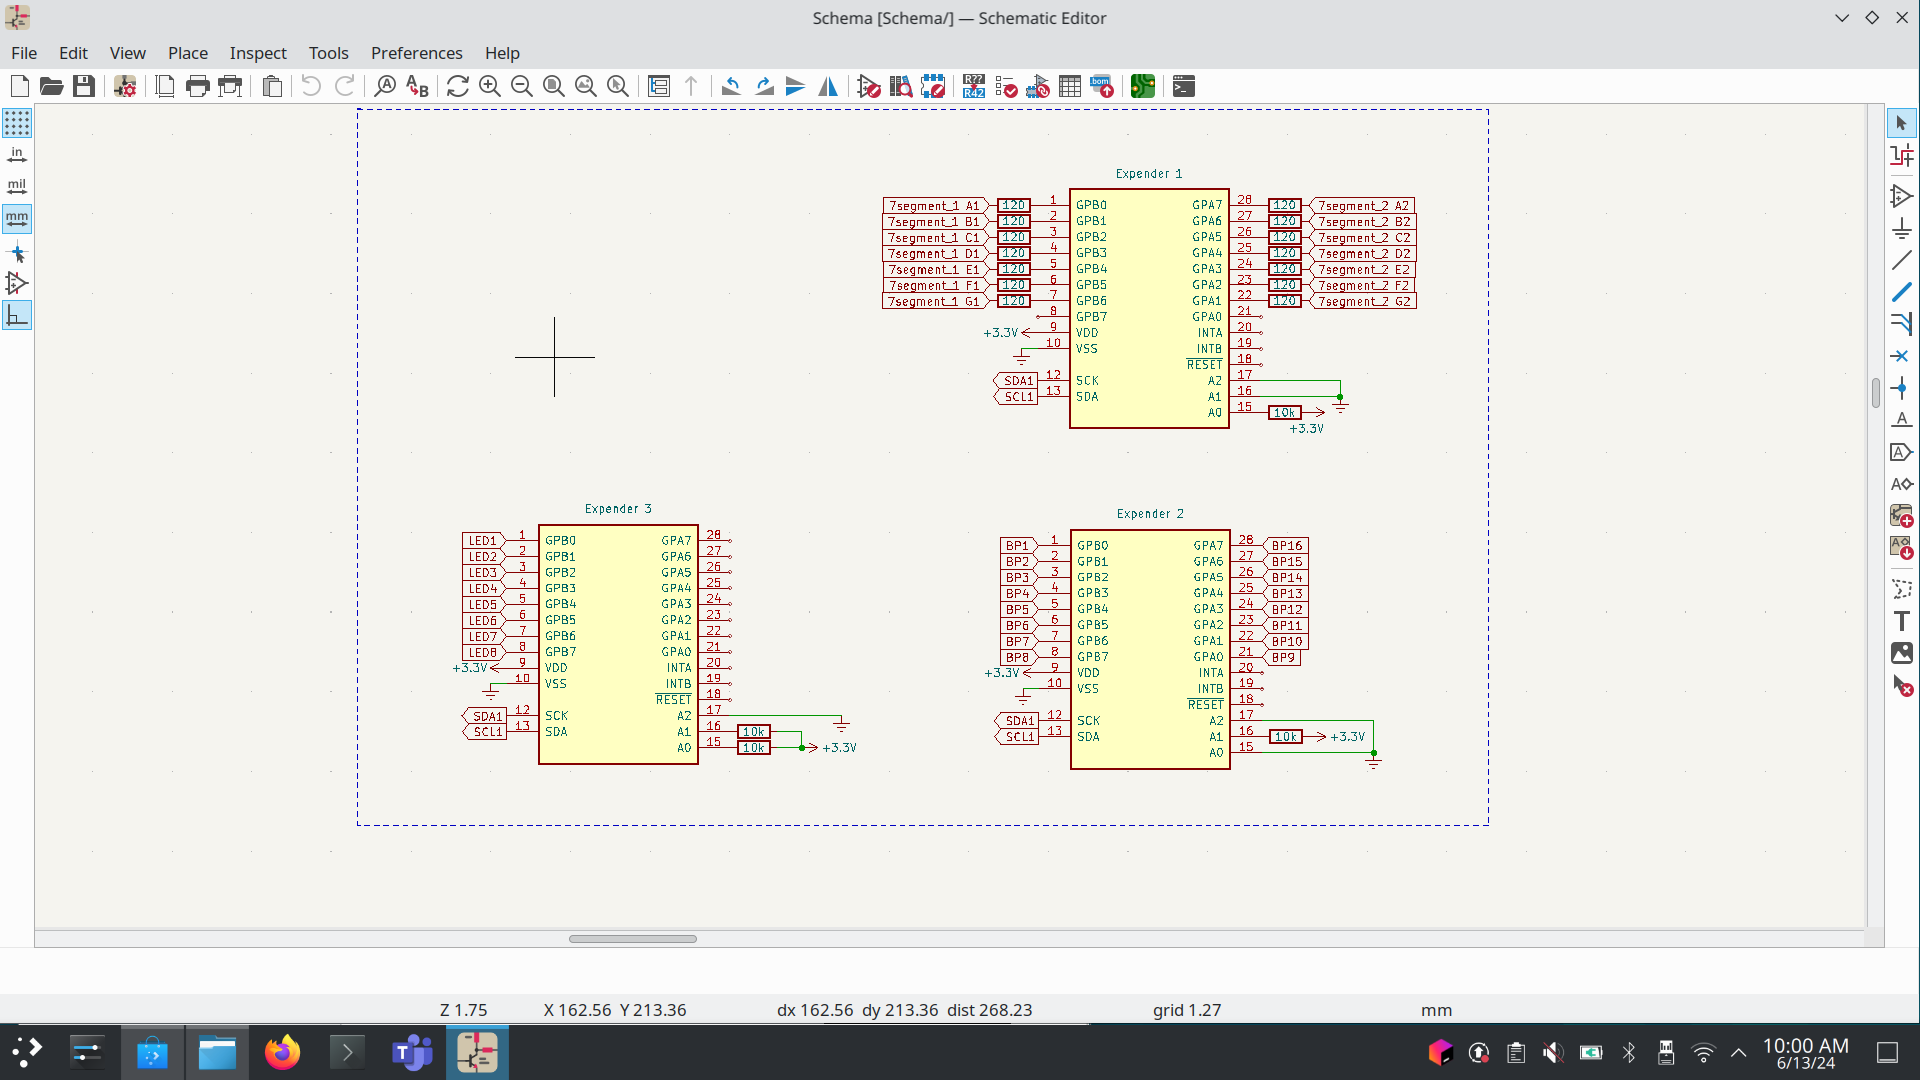 Schema [Schema/] — Schematic Editor
File Edit View Place Inspect Tools Preferences Help
R??
R42
bom
in
mil
mm
Expender 1
7segment_1 A1 120 1 GPB0 GPA7 28 120 7segment_2 A2
7segment_1 B1 120 2 GPB1 GPA6 27 120 7segment_2 B2
7segment_1 C1 120 3 GPB2 GPA5 26 120 7segment_2 C2
7segment_1 D1 120 4 GPB3 GPA4 25 120 7segment_2 D2
7segment_1 E1 120 5 GPB4 GPA3 24 120 7segment_2 E2
7segment_1 F1 120 6 GPB5 GPA2 23 120 7segment_2 F2
7segment_1 G1 120 7 GPB6 GPA1 22 120 7segment_2 G2
8 GPB7 GPA0 21
+3.3V 9 VDD INTA 20
10 VSS INTB 19
RESET 18
SDA1 12 SCK A2 17
SCL1 13 SDA A1 16
A0 15 10k
+3.3V
Expender 3
LED1 1 GPB0 GPA7 28
LED2 2 GPB1 GPA6 27
LED3 3 GPB2 GPA5 26
LED4 4 GPB3 GPA4 25
LED5 5 GPB4 GPA3 24
LED6 6 GPB5 GPA2 23
LED7 7 GPB6 GPA1 22
LED8 8 GPB7 GPA0 21
+3.3V 9 VDD INTA 20
10 VSS INTB 19
RESET 18
SDA1 12 SCK A2 17
SCL1 13 SDA A1 16 10k
A0 15 10k +3.3V
Expender 2
BP1 1 GPB0 GPA7 28 BP16
BP2 2 GPB1 GPA6 27 BP15
BP3 3 GPB2 GPA5 26 BP14
BP4 4 GPB3 GPA4 25 BP13
BP5 5 GPB4 GPA3 24 BP12
BP6 6 GPB5 GPA2 23 BP11
BP7 7 GPB6 GPA1 22 BP10
BP8 8 GPB7 GPA0 21 BP9
+3.3V 9 VDD INTA 20
10 VSS INTB 19
RESET 18
SDA1 12 SCK A2 17
SCL1 13 SDA A1 16 10k +3.3V
A0 15
Z 1.75 X 162.56 Y 213.36 dx 162.56 dy 213.36 dist 268.23 grid 1.27 mm
10:00 AM
6/13/24